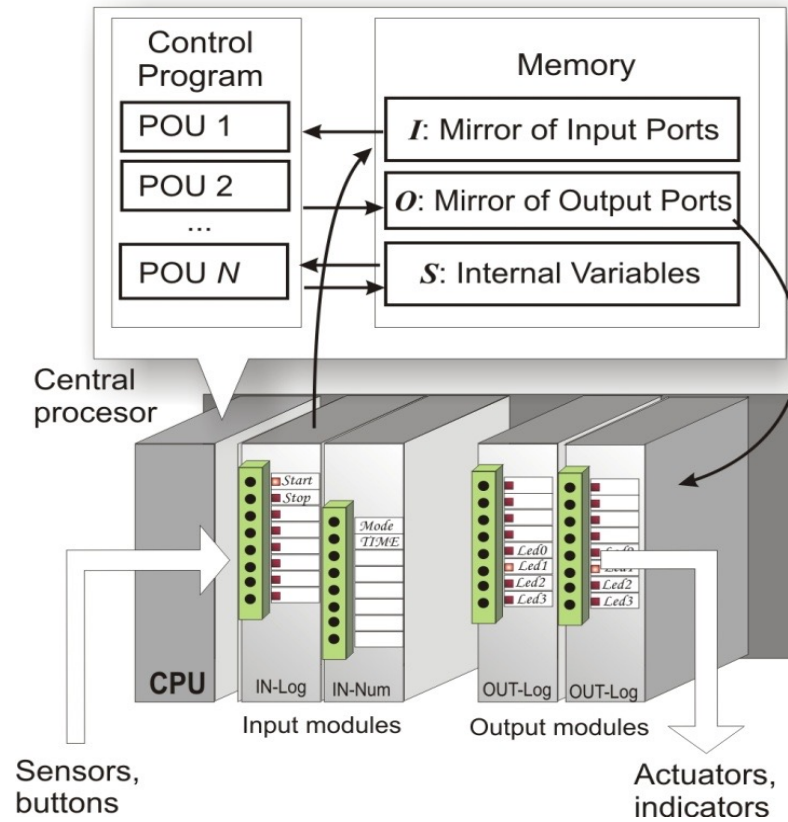 Control
Program
POU 1
POU 2
...
POU N
Memory
I: Mirror of Input Ports
O: Mirror of Output Ports
S: Internal Variables
Central
procesor
Start
Stop
Mode
TIME
Led0
Led1
Led2
Led3
Led1
Led2
Led3
CPU
IN-Log
IN-Num
OUT-Log
OUT-Log
Input modules
Output modules
Sensors,
buttons
Actuators,
indicators